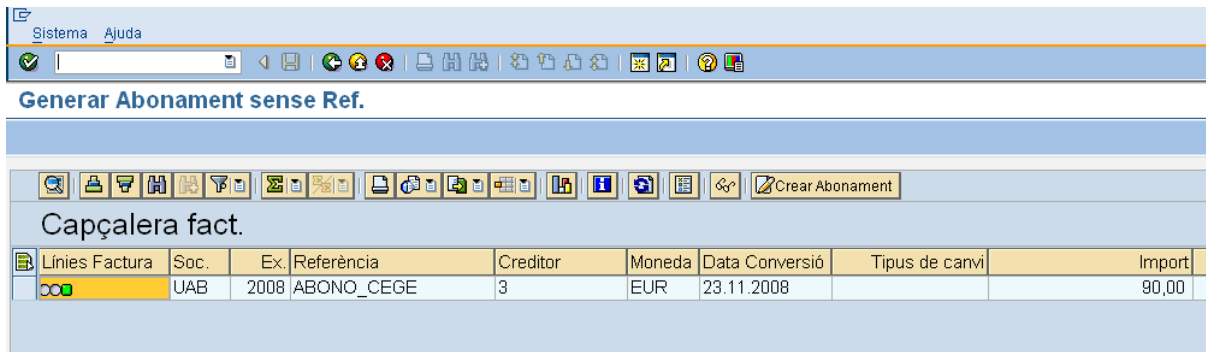 Sistema Ajuda
Generar Abonament sense Ref.
Crear Abonament
Capçalera fact.
Línies Factura Soc. Ex. Referència Creditor Moneda Data Conversió Tipus de canvi Import
UAB 2008 ABONO_CEGE 3 EUR 23.11.2008 90,00